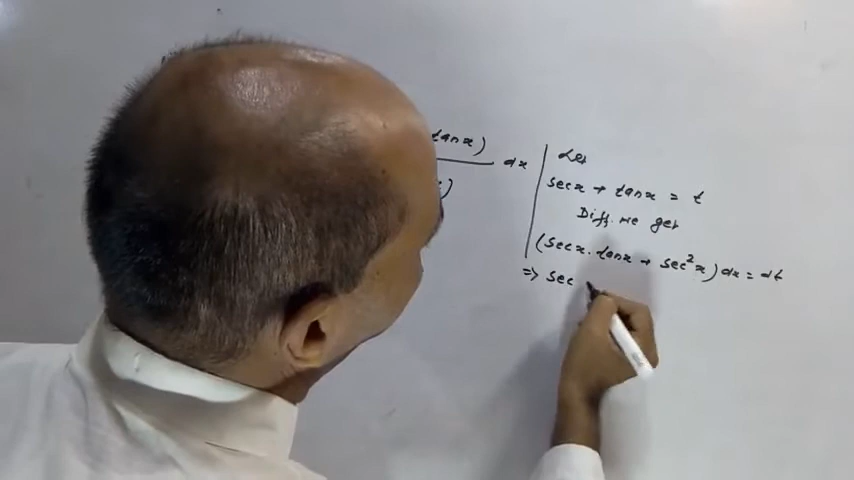 tanx)
dx
)
Let
secx + tanx = t
Diff. we get
(secx. tanx + sec²x) dx = dt
⇒ sec